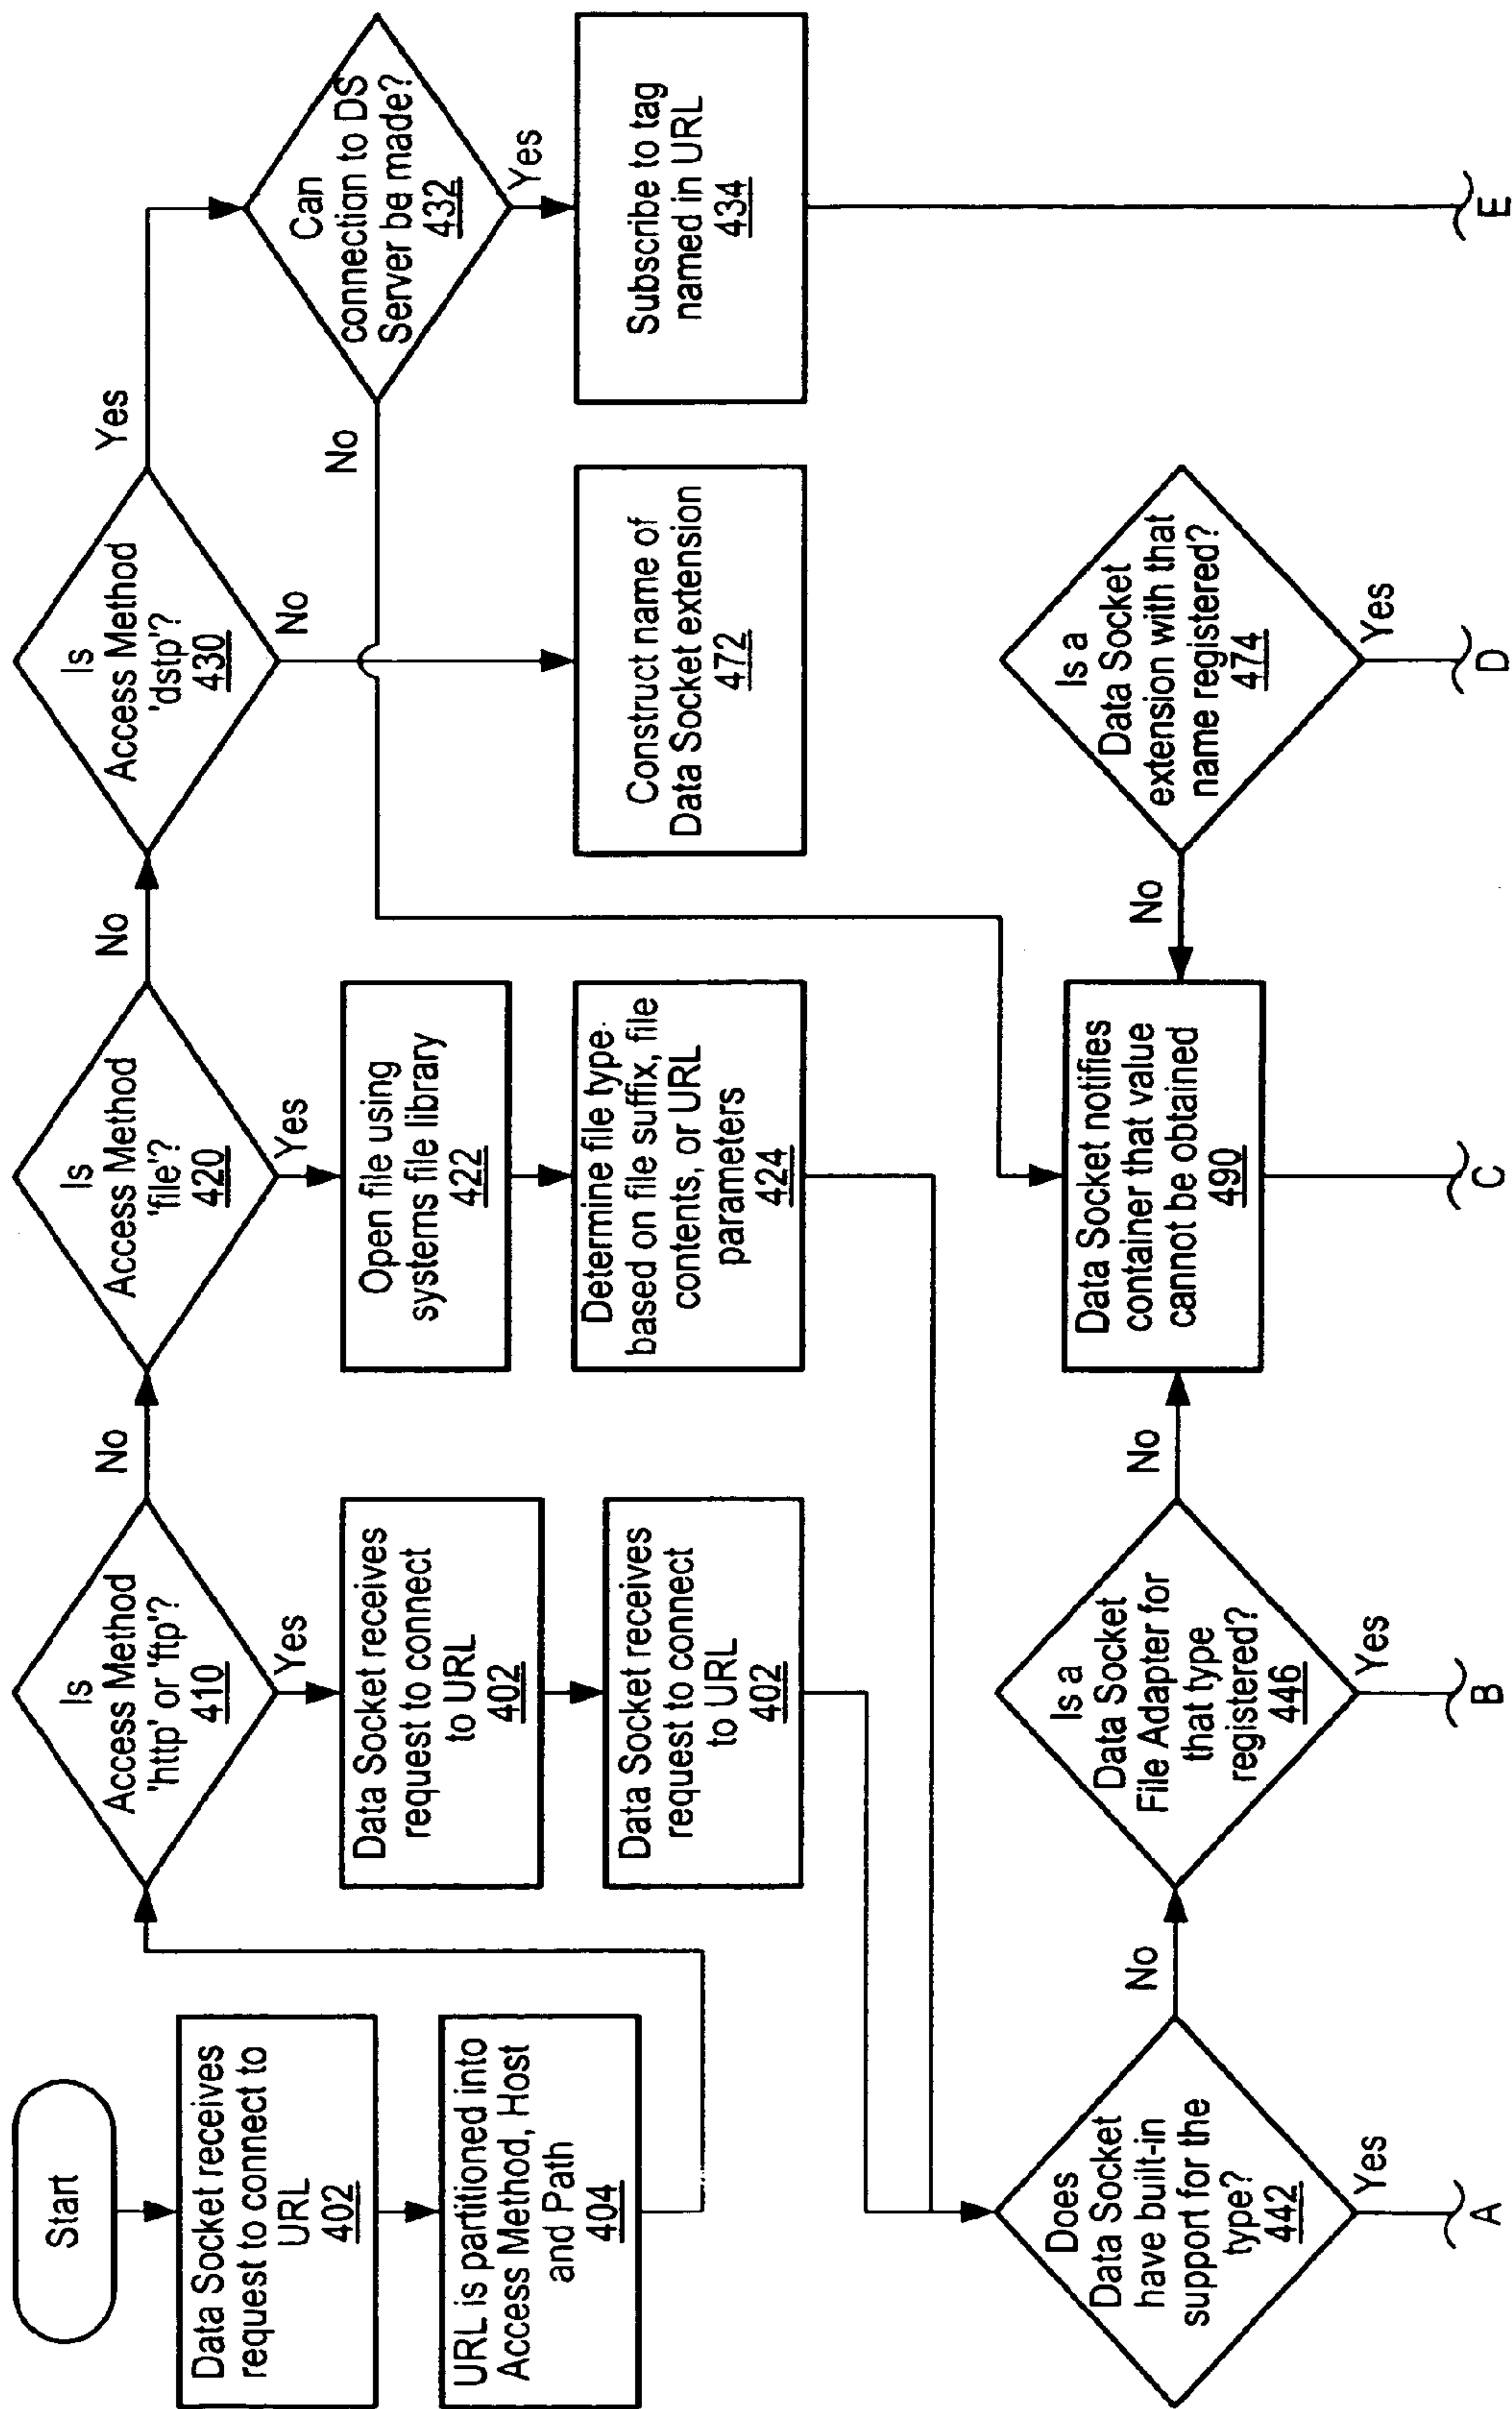 Start
Data Socket receives
request to connect to
URL
402
URL is partitioned into
Access Method, Host
and Path
404
Is
Access Method
'http' or 'ftp'?
410
No
Yes
Data Socket receives
request to connect
to URL
402
Data Socket receives
request to connect
to URL
402
Is
Access Method
'file'?
420
No
Yes
Open file using
systems file library
422
Determine file type
based on file suffix, file
contents, or URL
parameters
424
Is
Access Method
'dstp'?
430
Yes
No
Construct name of
Data Socket extension
472
Can
connection to DS
Server be made?
432
No
Yes
Subscribe to tag
named in URL
434
E
Does
Data Socket
have built-in
support for the
type?
442
No
Yes
A
Is a
Data Socket
File Adapter for
that type
registered?
446
No
Yes
B
Data Socket notifies
container that value
cannot be obtained
490
C
Is a
Data Socket
extension with that
name registered?
474
No
Yes
D